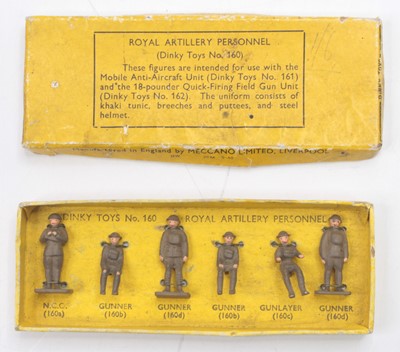 ROYAL ARTILLERY PERSONNEL
(Dinky Toys No. 160)
These figures are intended for use with the
Mobile Anti-Aircraft Unit (Dinky Toys No. 161)
and the 18-pounder Quick-Firing Field Gun Unit
(Dinky Toys No. 162). The uniform consists of
khaki tunic, breeches and puttees, and steel
helmet.
in England by MECCANO LIMITED, LIVERPOOL
DINKY TOYS No. 160 ROYAL ARTILLERY PERSONNEL
N.C.O. GUNNER GUNNER GUNNER GUNLAYER GUNNER
(160a) (160b) (160d) (160b) (160c) (160d)